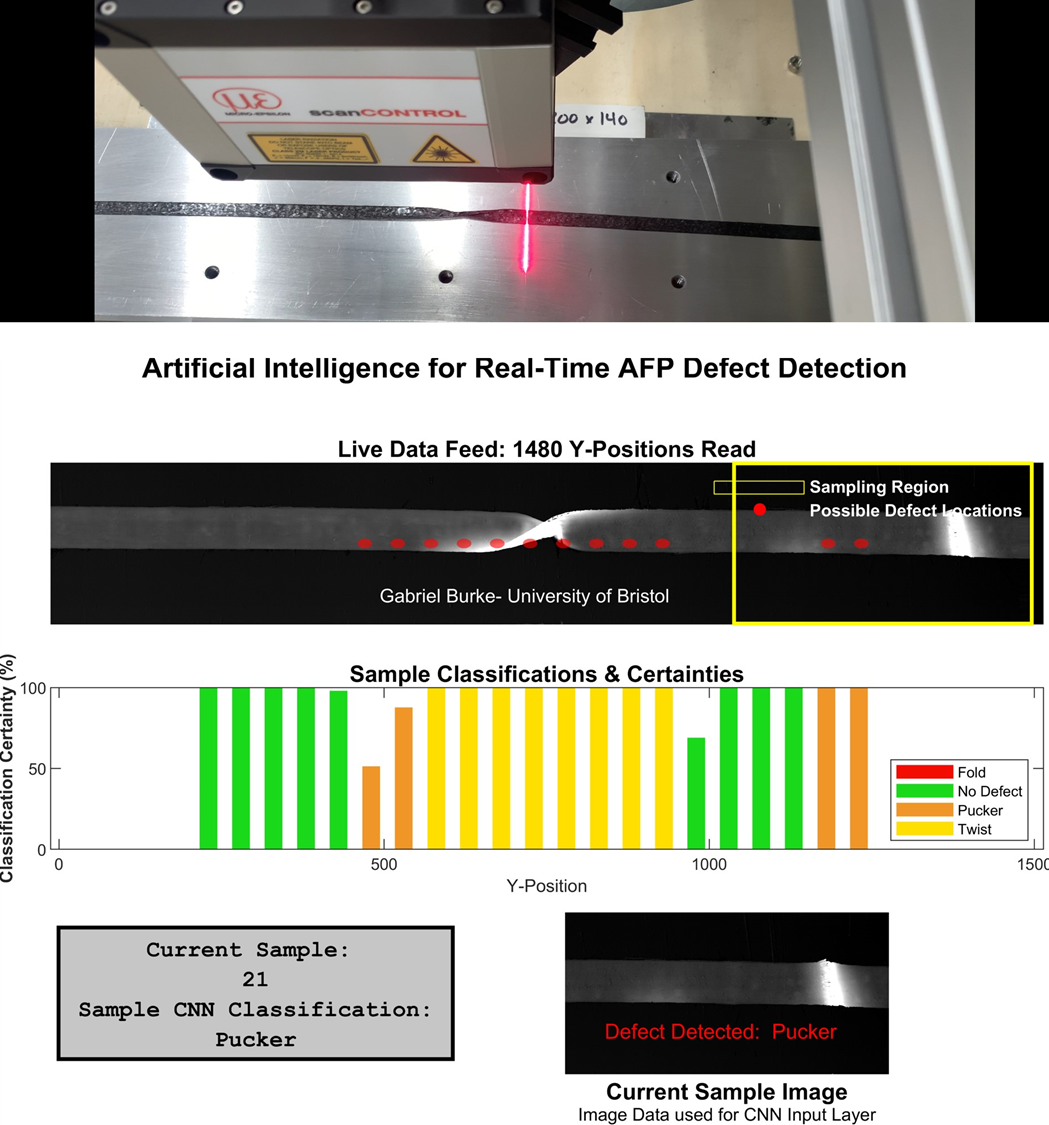 με
MICRO-EPSILON
scanCONTROL
00 x 140
Artificial Intelligence for Real-Time AFP Defect Detection
Live Data Feed: 1480 Y-Positions Read
Sampling Region
Possible Defect Locations
Gabriel Burke- University of Bristol
Sample Classifications & Certainties
Classification Certainty (%)
100
50
0
0
500
1000
1500
Y-Position
Fold
No Defect
Pucker
Twist
Current Sample:
21
Sample CNN Classification:
Pucker
Defect Detected: Pucker
Current Sample Image
Image Data used for CNN Input Layer